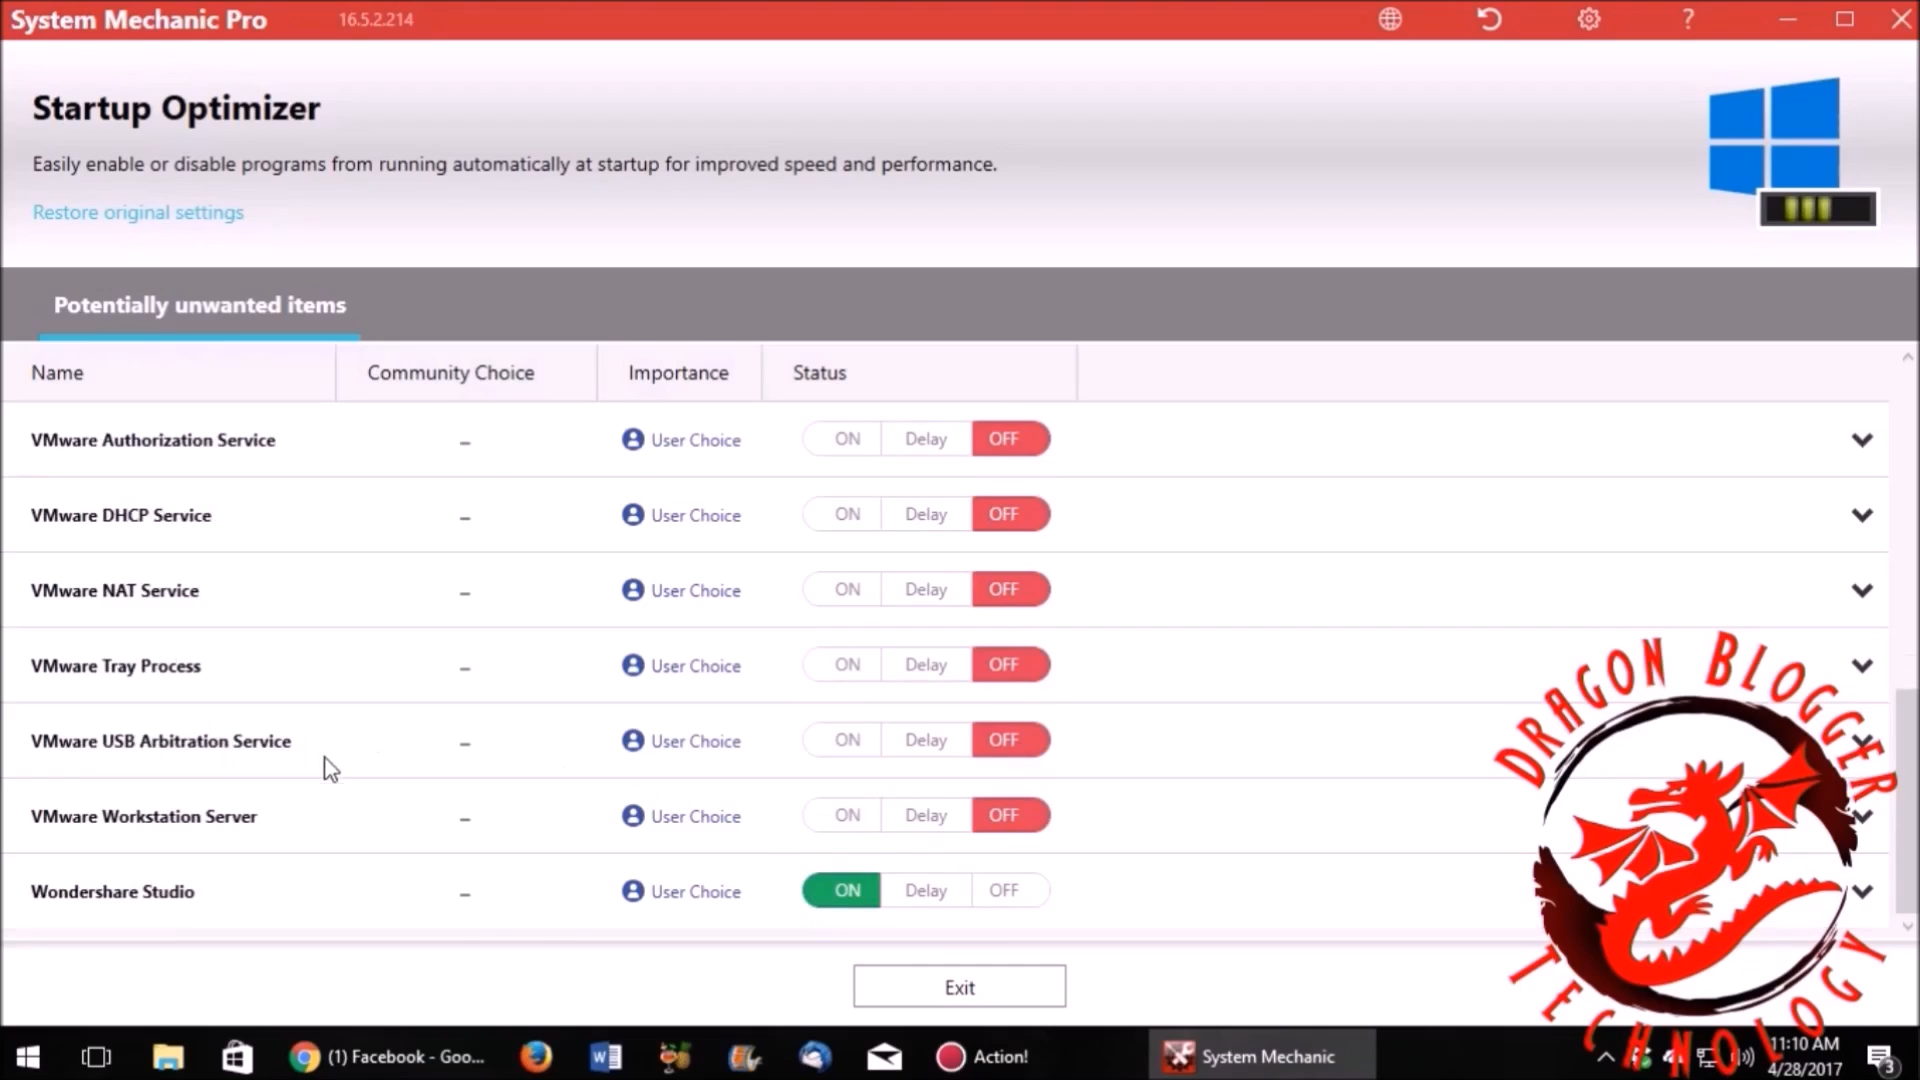 System Mechanic Pro 16.5.2.214 ?
Startup Optimizer
Easily enable or disable programs from running automatically at startup for improved speed and performance.
Restore original settings
Potentially unwanted items
Name Community Choice Importance Status
VMware Authorization Service – User Choice ON Delay OFF
VMware DHCP Service – User Choice ON Delay OFF
VMware NAT Service – User Choice ON Delay OFF
VMware Tray Process – User Choice ON Delay OFF
VMware USB Arbitration Service – User Choice ON Delay OFF
VMware Workstation Server – User Choice ON Delay OFF
Wondershare Studio – User Choice ON Delay OFF
DRAGON BLOGGER
TECHNOLOGY
Exit
(1) Facebook - Goo... Action! System Mechanic 11:10 AM
4/28/2017 3